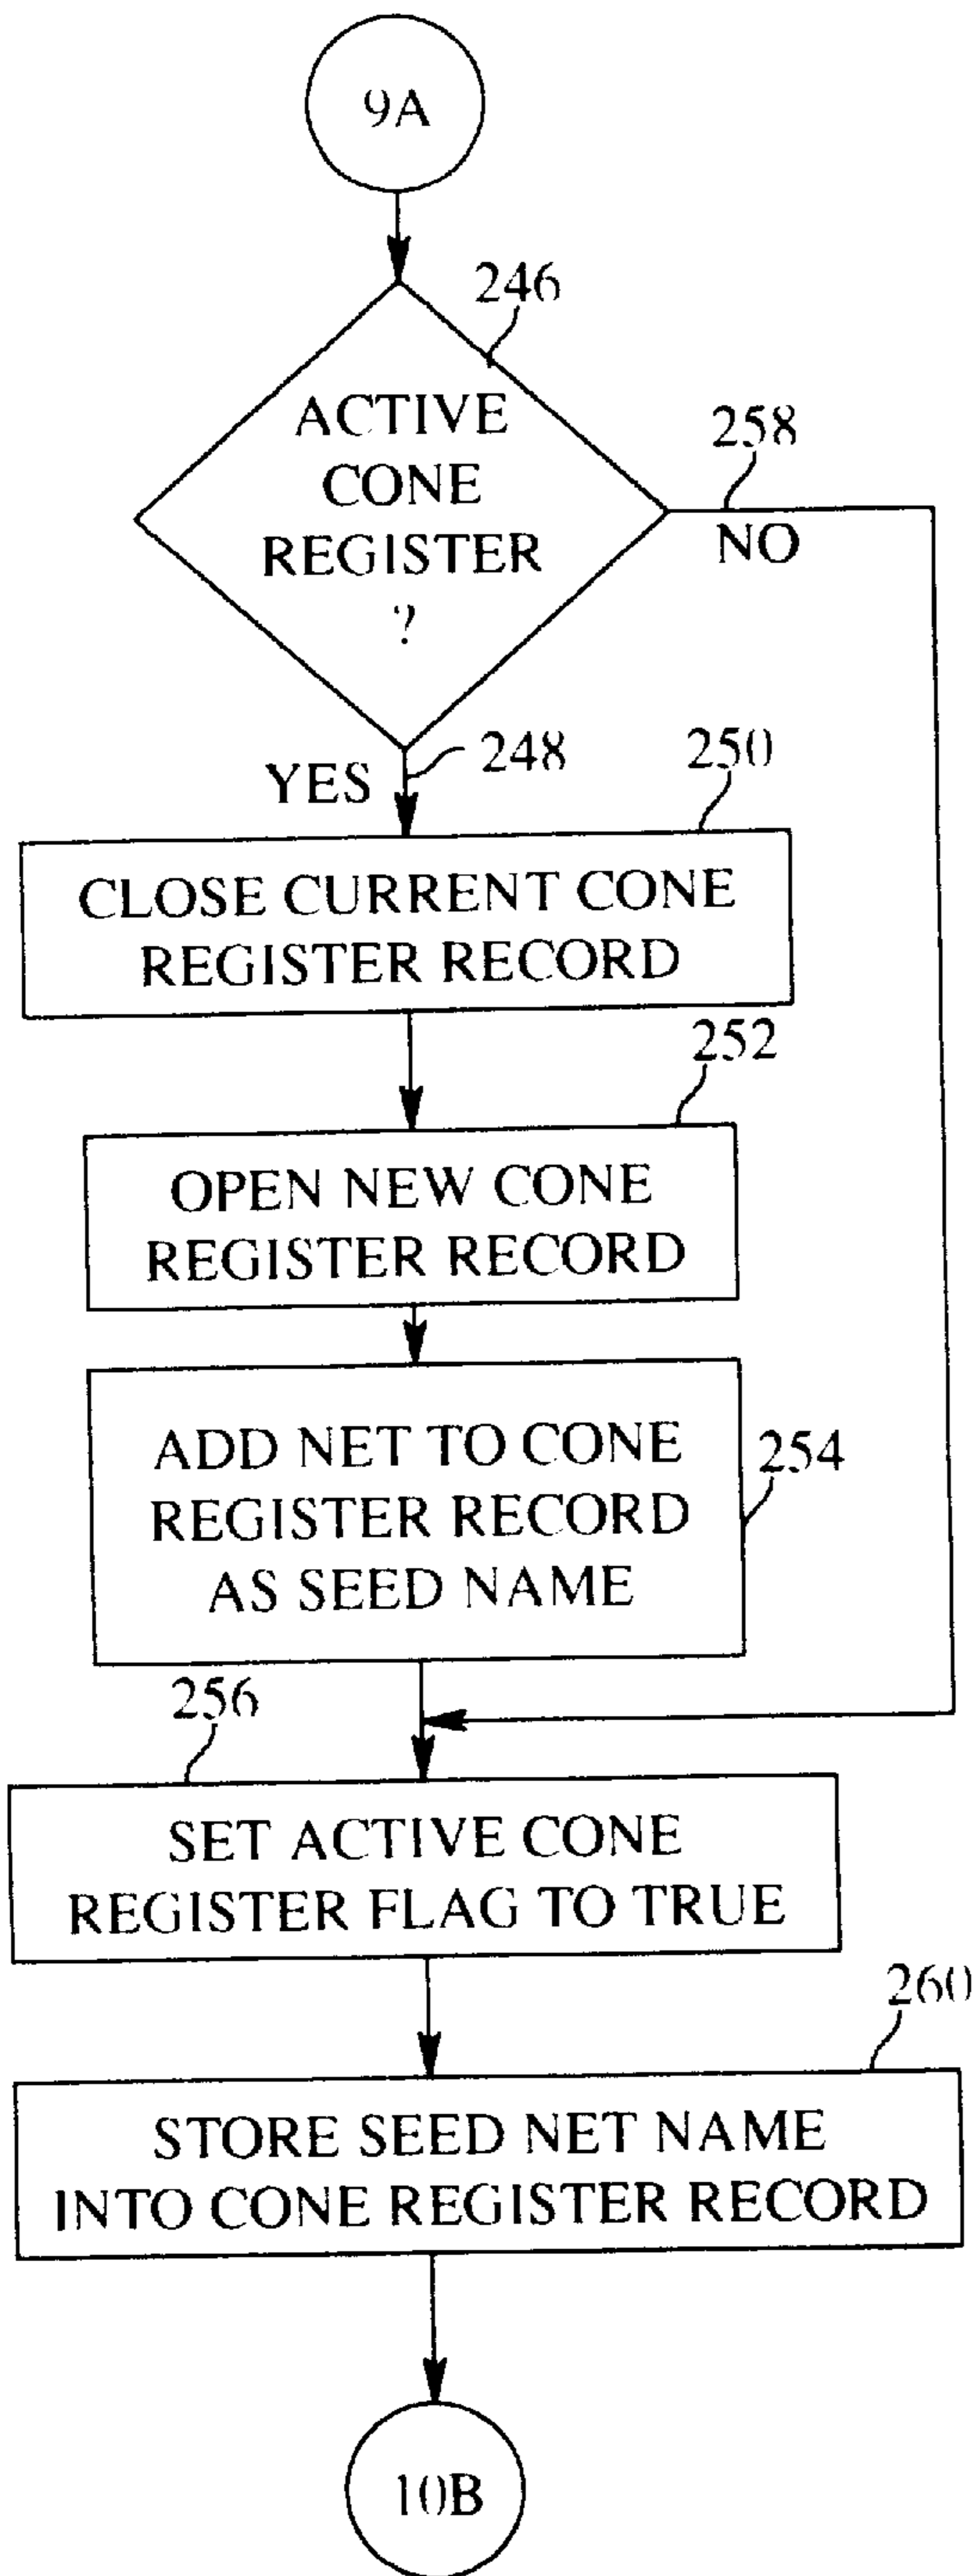 9A
246
ACTIVE
CONE
REGISTER
?
258
NO
YES
248
250
CLOSE CURRENT CONE
REGISTER RECORD
252
OPEN NEW CONE
REGISTER RECORD
ADD NET TO CONE
REGISTER RECORD
AS SEED NAME
254
256
SET ACTIVE CONE
REGISTER FLAG TO TRUE
260
STORE SEED NET NAME
INTO CONE REGISTER RECORD
10B